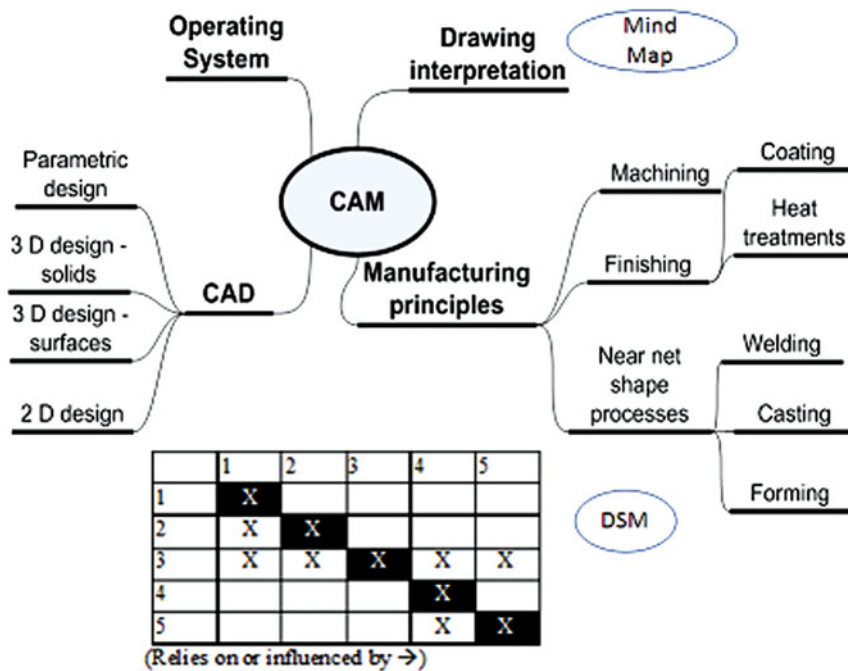 Operating
System
Drawing
interpretation
Mind
Map
CAM
Parametric
design
3 D design -
solids
3 D design -
surfaces
2 D design
CAD
Manufacturing
principles
Machining
Finishing
Coating
Heat
treatments
Near net
shape
processes
Welding
Casting
Forming
1 2 3 4 5
1 X
2 X X
3 X X X X X
4 X
5 X X
(Relies on or influenced by →)
DSM